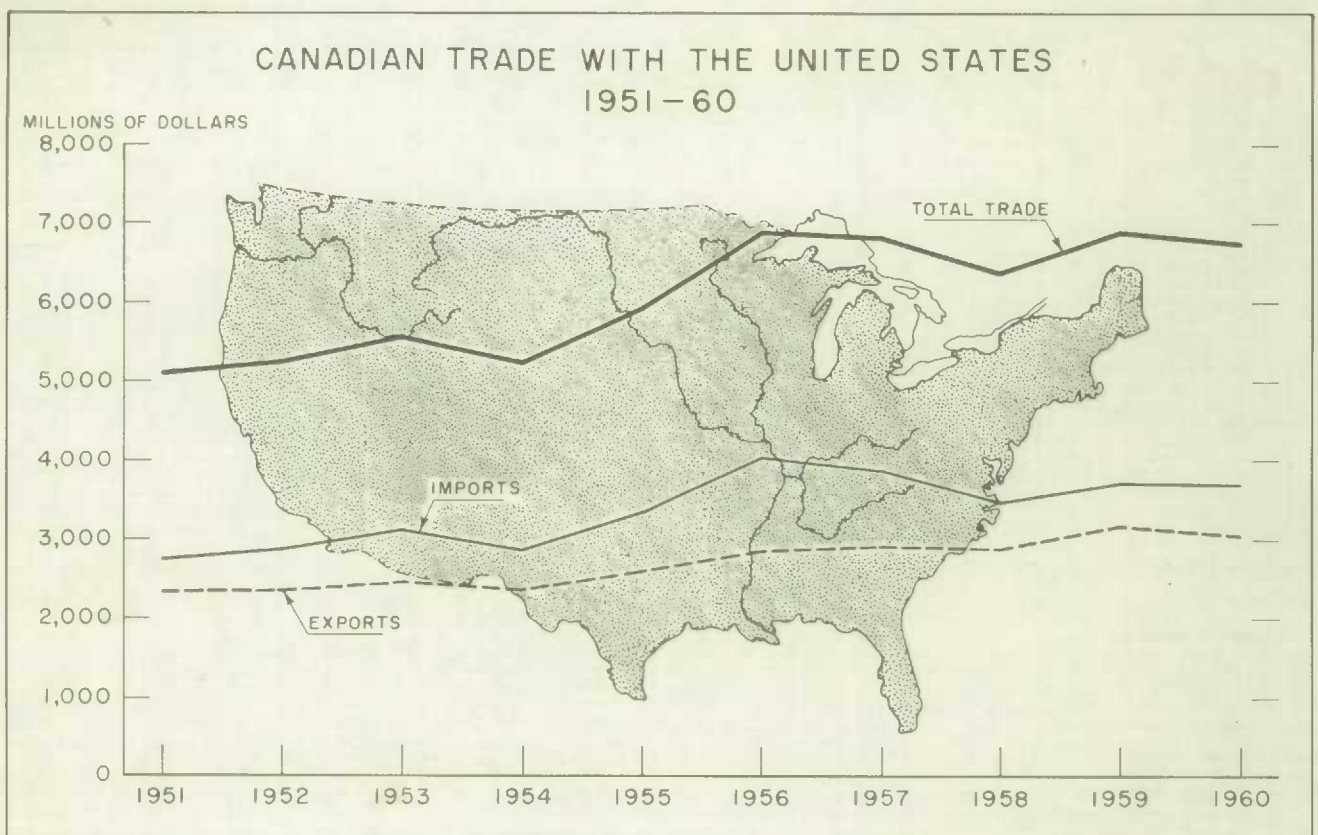 CANADIAN TRADE WITH THE UNITED STATES
1951-60
MILLIONS OF DOLLARS
8,000
7,000
TOTAL TRADE
6,000
5,000
4,000
IMPORTS
3,000
2,000
EXPORTS
1,000
0
1951 1952 1953 1954 1955 1956 1957 1958 1959 1960